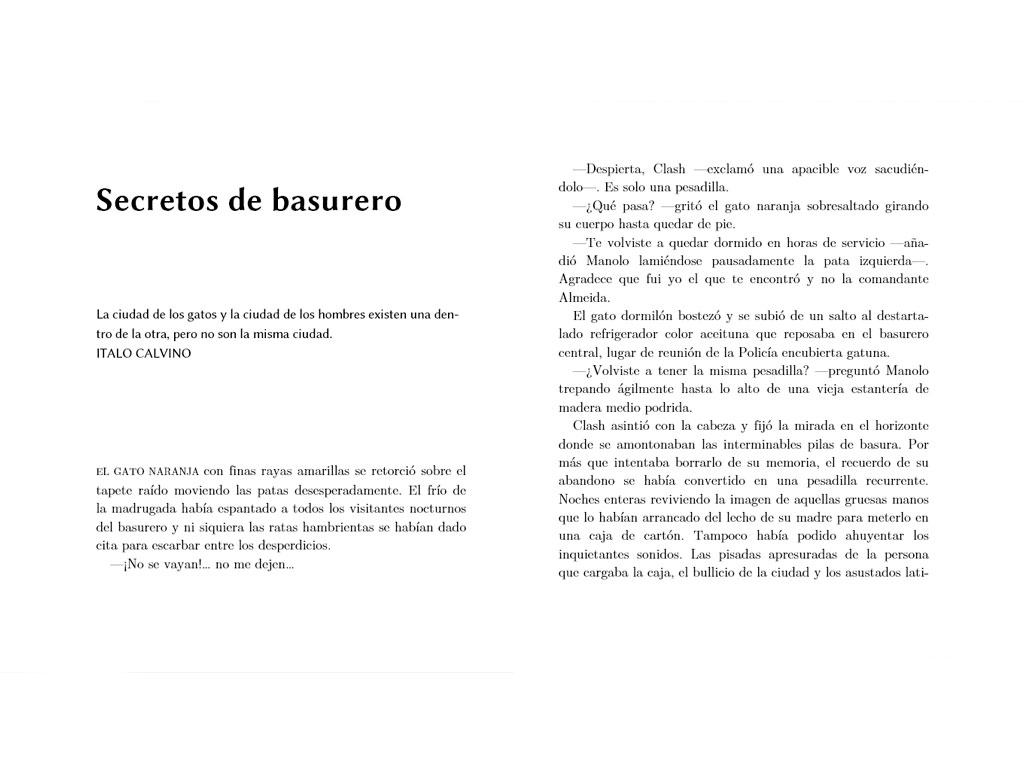 Secretos de basurero
La ciudad de los gatos y la ciudad de los hombres existen una den-
tro de la otra, pero no son la misma ciudad.
ITALO CALVINO
EL GATO NARANJA con finas rayas amarillas se retorció sobre el
tapete raído moviendo las patas desesperadamente. El frío de
la madrugada había espantado a todos los visitantes nocturnos
del basurero y ni siquiera las ratas hambrientas se habían dado
cita para escarbar entre los desperdicios.
—¡No se vayan!... no me dejen...
—Despierta, Clash —exclamó una apacible voz sacudién-
dolo—. Es solo una pesadilla.
—¿Qué pasa? —gritó el gato naranja sobresaltado girando
su cuerpo hasta quedar de pie.
—Te volviste a quedar dormido en horas de servicio —aña-
dió Manolo lamiéndose pausadamente la pata izquierda—.
Agradece que fui yo el que te encontró y no la comandante
Almeida.
El gato dormilón bostezó y se subió de un salto al destarta-
lado refrigerador color aceituna que reposaba en el basurero
central, lugar de reunión de la Policía encubierta gatuna.
—¿Volviste a tener la misma pesadilla? —preguntó Manolo
trepando ágilmente hasta lo alto de una vieja estantería de
madera medio podrida.
Clash asintió con la cabeza y fijó la mirada en el horizonte
donde se amontonaban las interminables pilas de basura. Por
más que intentaba borrarlo de su memoria, el recuerdo de su
abandono se había convertido en una pesadilla recurrente.
Noches enteras reviviendo la imagen de aquellas gruesas manos
que lo habían arrancado del lecho de su madre para meterlo en
una caja de cartón. Tampoco había podido ahuyentar los
inquietantes sonidos. Las pisadas apresuradas de la persona
que cargaba la caja, el bullicio de la ciudad y los asustados lati-